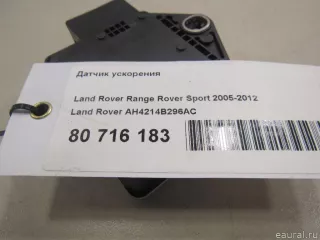 Датчик ускорения
Land Rover Range Rover Sport 2005-2012
Land Rover AH4214B296AC
80 716 183
© eaural.ru